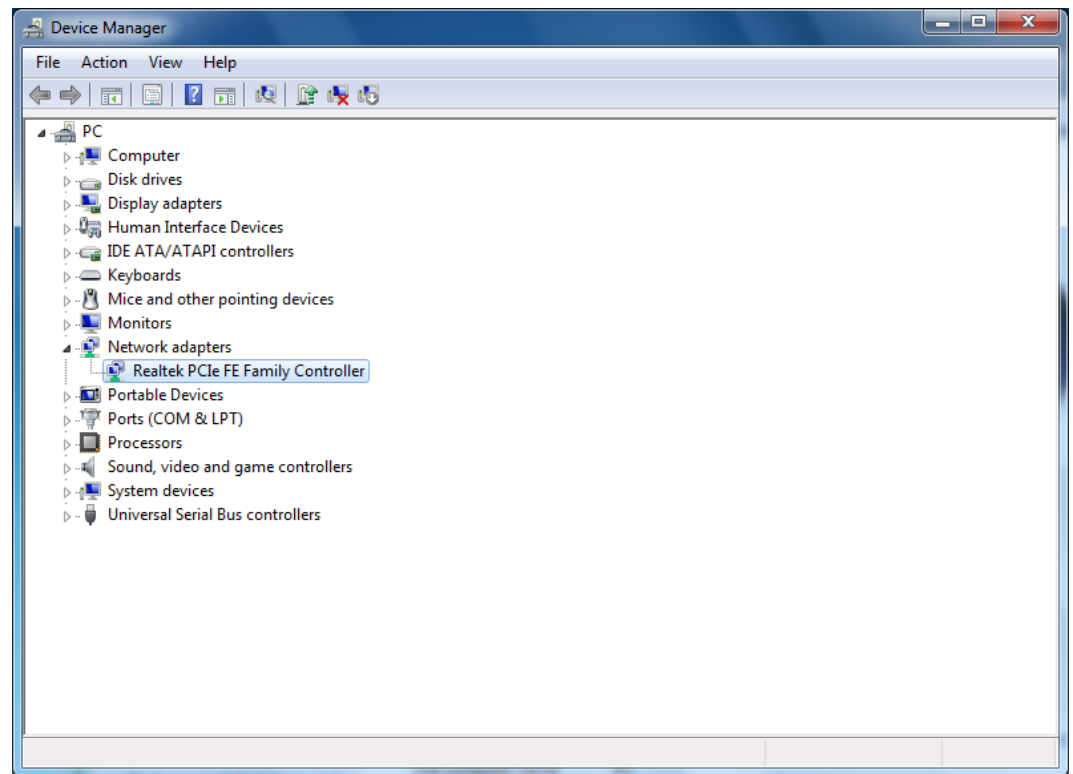 Device Manager
File Action View Help
PC
Computer
Disk drives
Display adapters
Human Interface Devices
IDE ATA/ATAPI controllers
Keyboards
Mice and other pointing devices
Monitors
Network adapters
Realtek PCIe FE Family Controller
Portable Devices
Ports (COM & LPT)
Processors
Sound, video and game controllers
System devices
Universal Serial Bus controllers